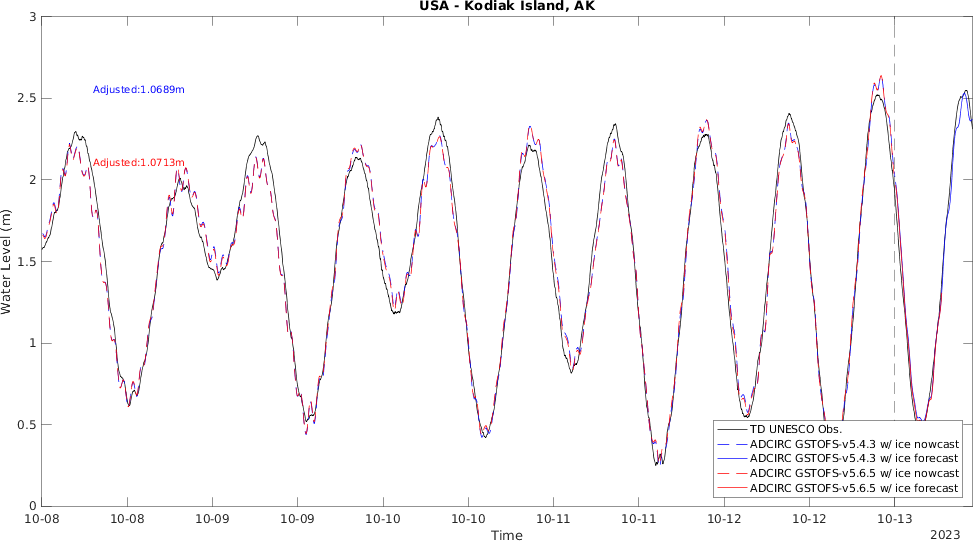 USA - Kodiak Island, AK
3
2.5
2
1.5
1
0.5
0
Water Level (m)
Adjusted:1.0689m
Adjusted:1.0713m
TD UNESCO Obs.
ADCIRC GSTOFS-v5.4.3 w/ ice nowcast
ADCIRC GSTOFS-v5.4.3 w/ ice forecast
ADCIRC GSTOFS-v5.6.5 w/ ice nowcast
ADCIRC GSTOFS-v5.6.5 w/ ice forecast
10-08 10-08 10-09 10-09 10-10 10-10 10-11 10-11 10-12 10-12 10-13
Time
2023